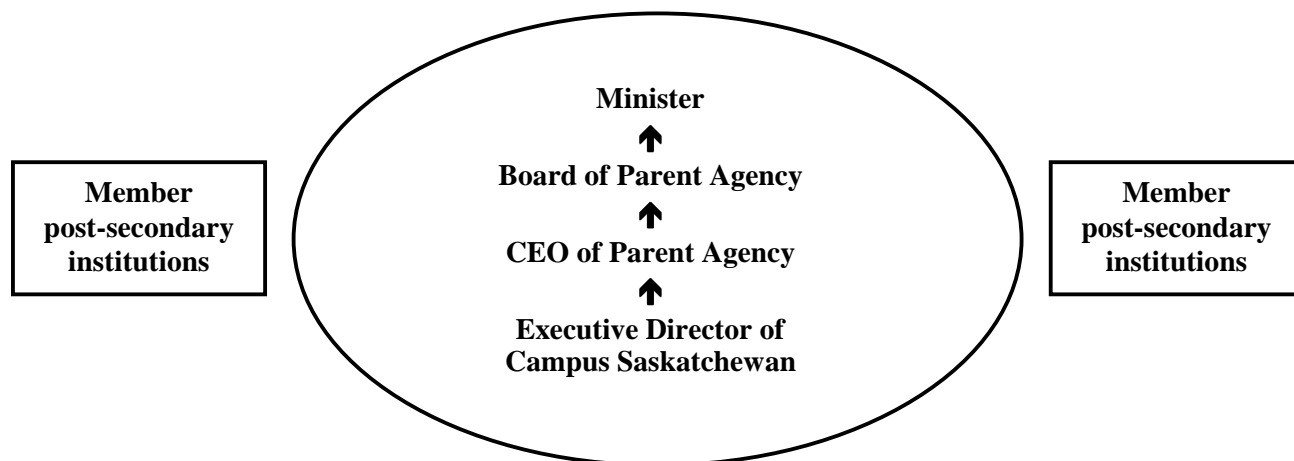 Minister
Board of Parent Agency
CEO of Parent Agency
Executive Director of
Campus Saskatchewan
Member
post-secondary
institutions
Member
post-secondary
institutions